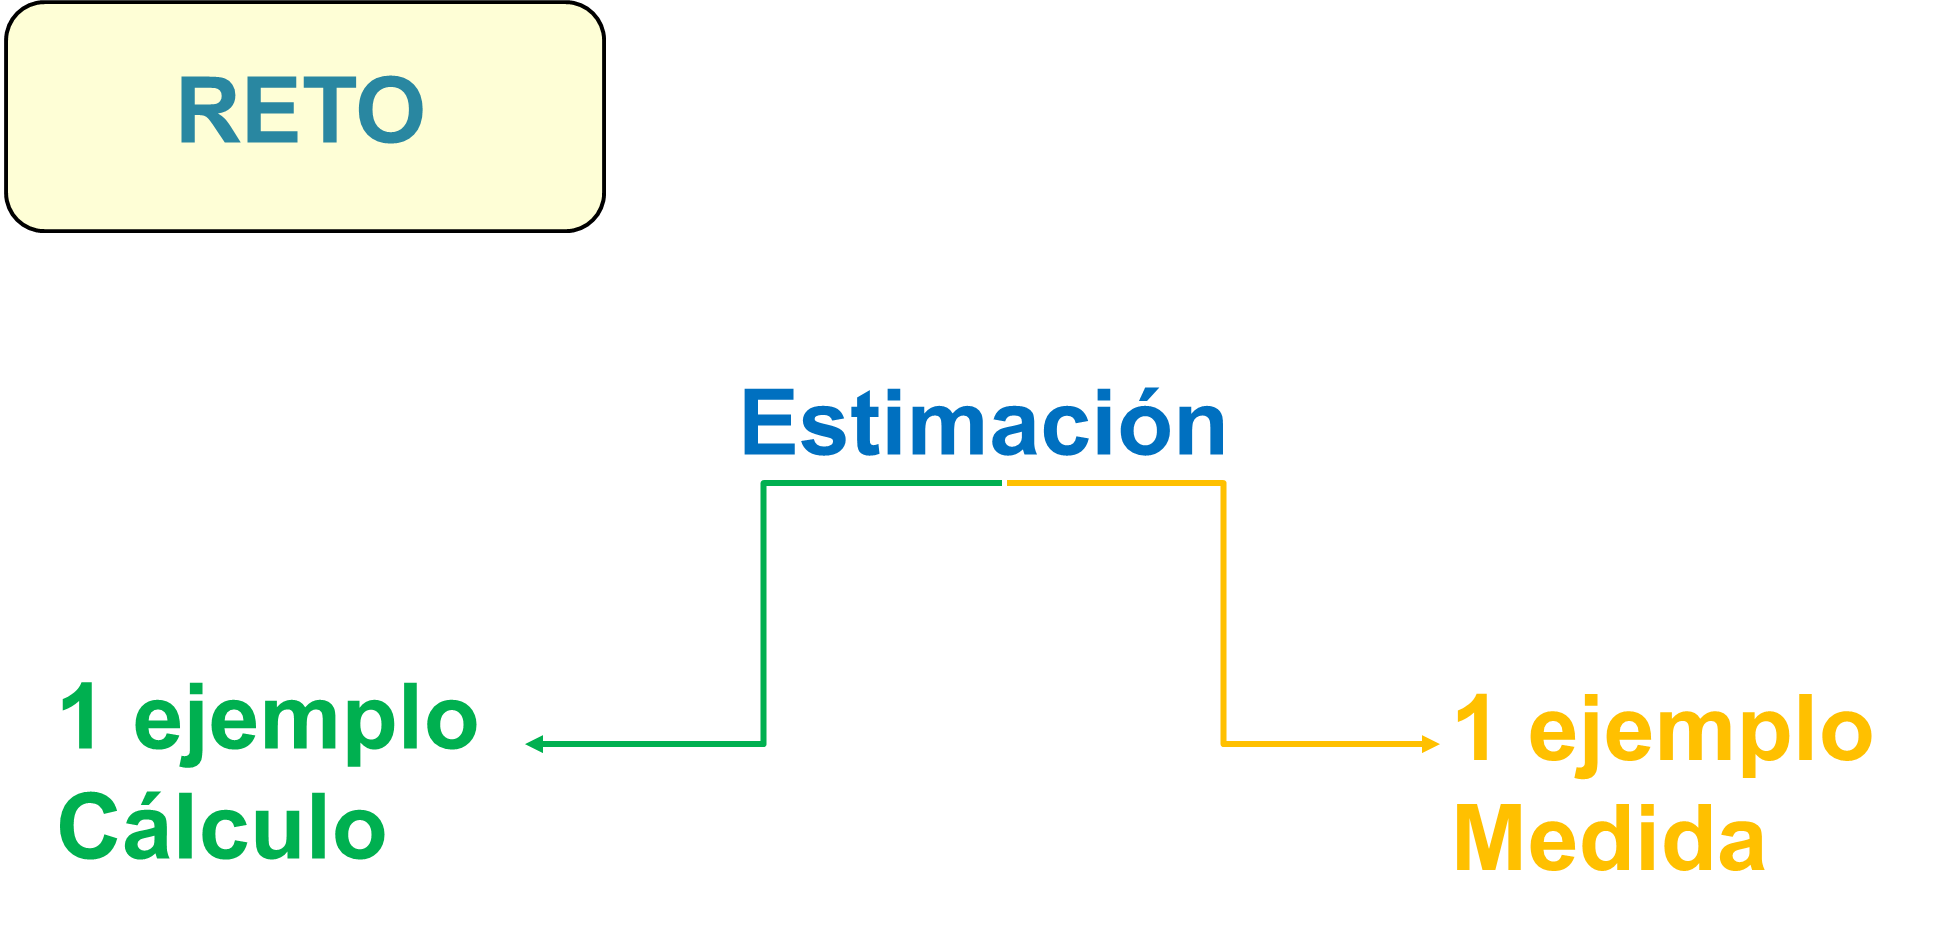 RETO
Estimación
1 ejemplo
Cálculo
1 ejemplo
Medida